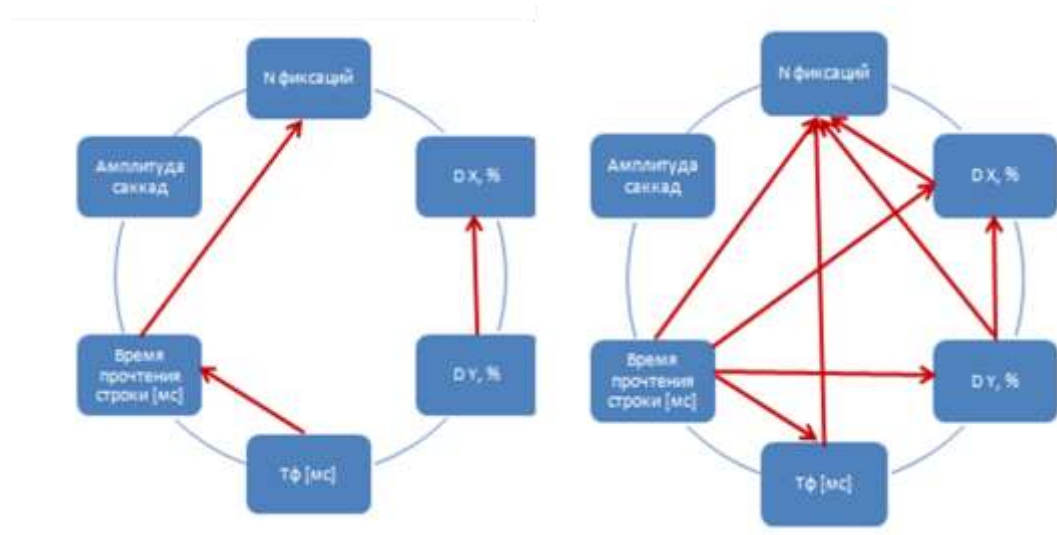 N фиксаций
Амплитуда
саккад
D X, %
Время
прочтения
строки [мс]
D Y, %
Тф [мс]
N фиксаций
Амплитуда
саккад
D X, %
Время
прочтения
строки [мс]
D Y, %
Тф [мс]